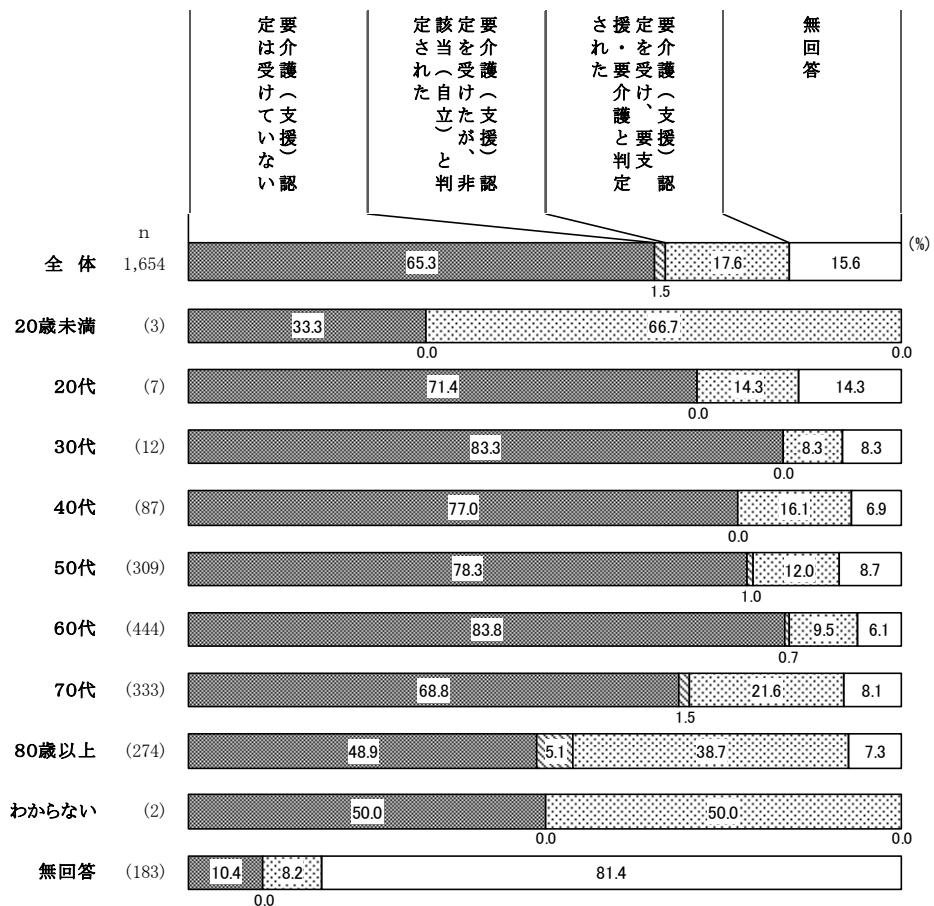 要介護（支援）認
定は受けていない
要介護（支援）認
定を受けたが、非
該当（自立）と判
定された
要介護（支援）認
定を受け、要支
援・要介護と判定
された
無回答
n
(%)
全 体 1,654 65.3 17.6 15.6
1.5
20歳未満 (3) 33.3 66.7
0.0 0.0
20代 (7) 71.4 14.3 14.3
0.0
30代 (12) 83.3 8.3 8.3
0.0
40代 (87) 77.0 16.1 6.9
0.0
50代 (309) 78.3 12.0 8.7
1.0
60代 (444) 83.8 9.5 6.1
0.7
70代 (333) 68.8 21.6 8.1
1.5
80歳以上 (274) 48.9 5.1 38.7 7.3
わからない (2) 50.0 50.0
0.0 0.0
無回答 (183) 10.4 8.2 81.4
0.0